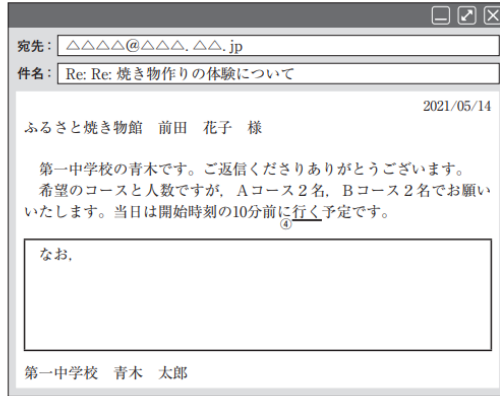 宛先： △△△△@△△△. △△. jp
件名： Re: Re: 焼き物作りの体験について
2021/05/14
ふるさと焼き物館　前田　花子　様
　第一中学校の青木です。ご返信くださりありがとうございます。
　希望のコースと人数ですが，Ａコース２名，Ｂコース２名でお願い
いたします。当日は開始時刻の10分前に行く予定です。
④
　なお，
第一中学校　青木　太郎